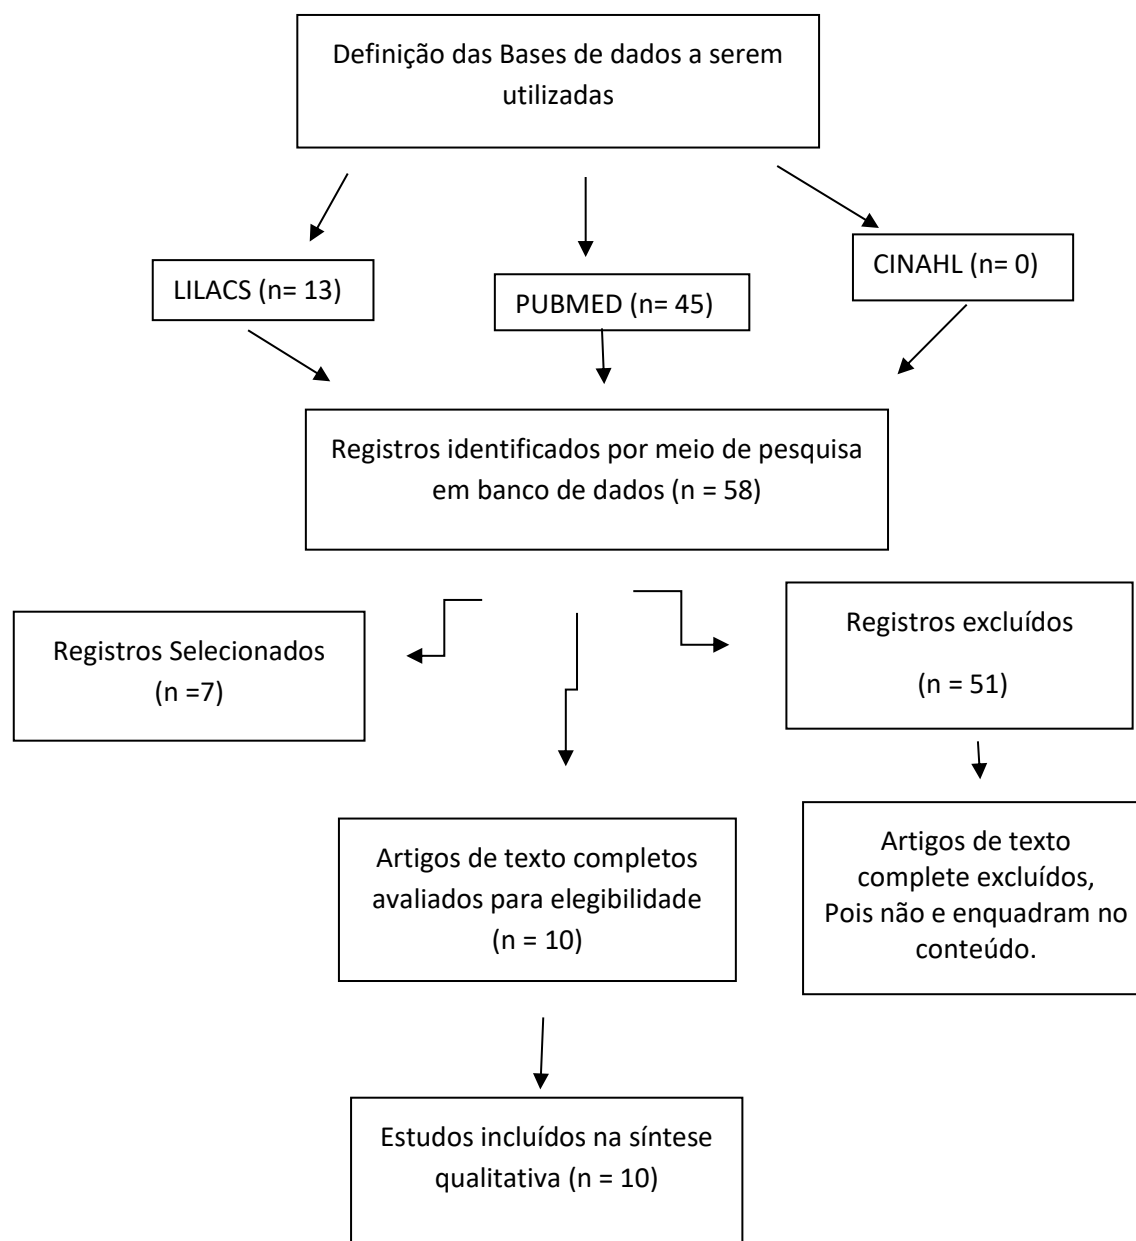 Definição das Bases de dados a serem
utilizadas
LILACS (n= 13)
PUBMED (n= 45)
CINAHL (n= 0)
Registros identificados por meio de pesquisa
em banco de dados (n = 58)
Registros Selecionados
(n =7)
Registros excluídos
(n = 51)
Artigos de texto completos
avaliados para elegibilidade
(n = 10)
Artigos de texto
complete excluídos,
Pois não e enquadram no
conteúdo.
Estudos incluídos na síntese
qualitativa (n = 10)